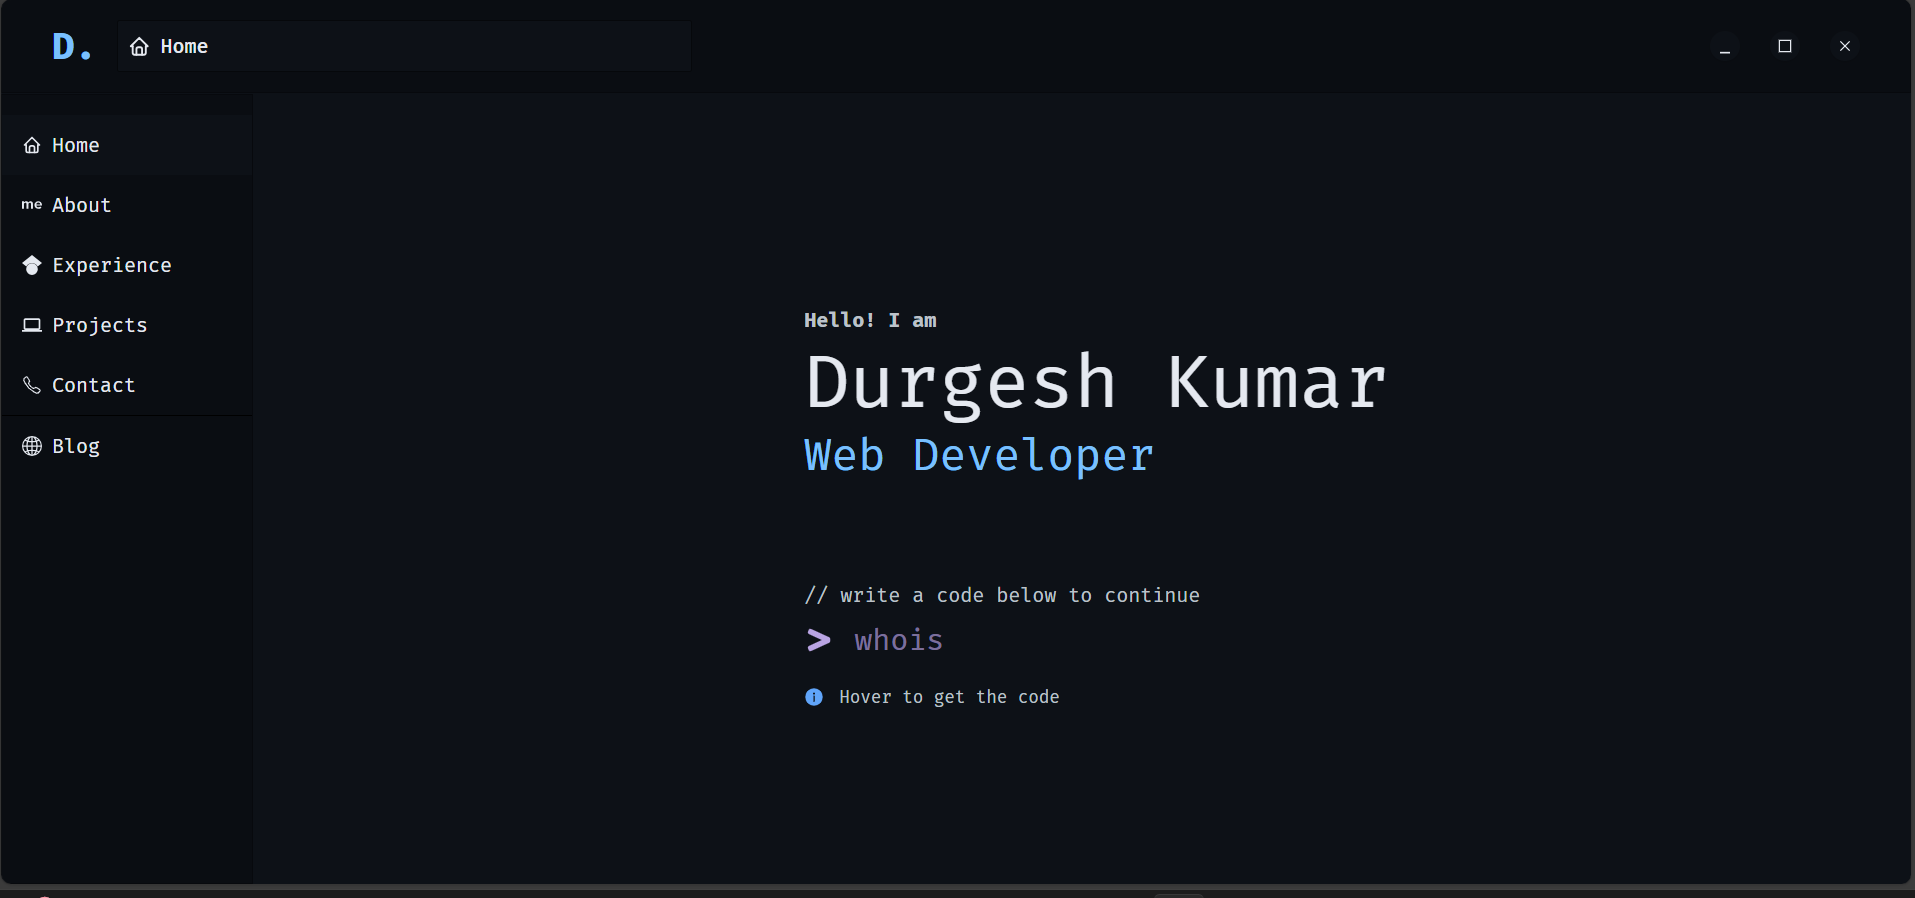 D.
Home
Home
me About
Experience
Projects
Contact
Blog
Hello! I am
Durgesh Kumar
Web Developer
// write a code below to continue
> whois
Hover to get the code